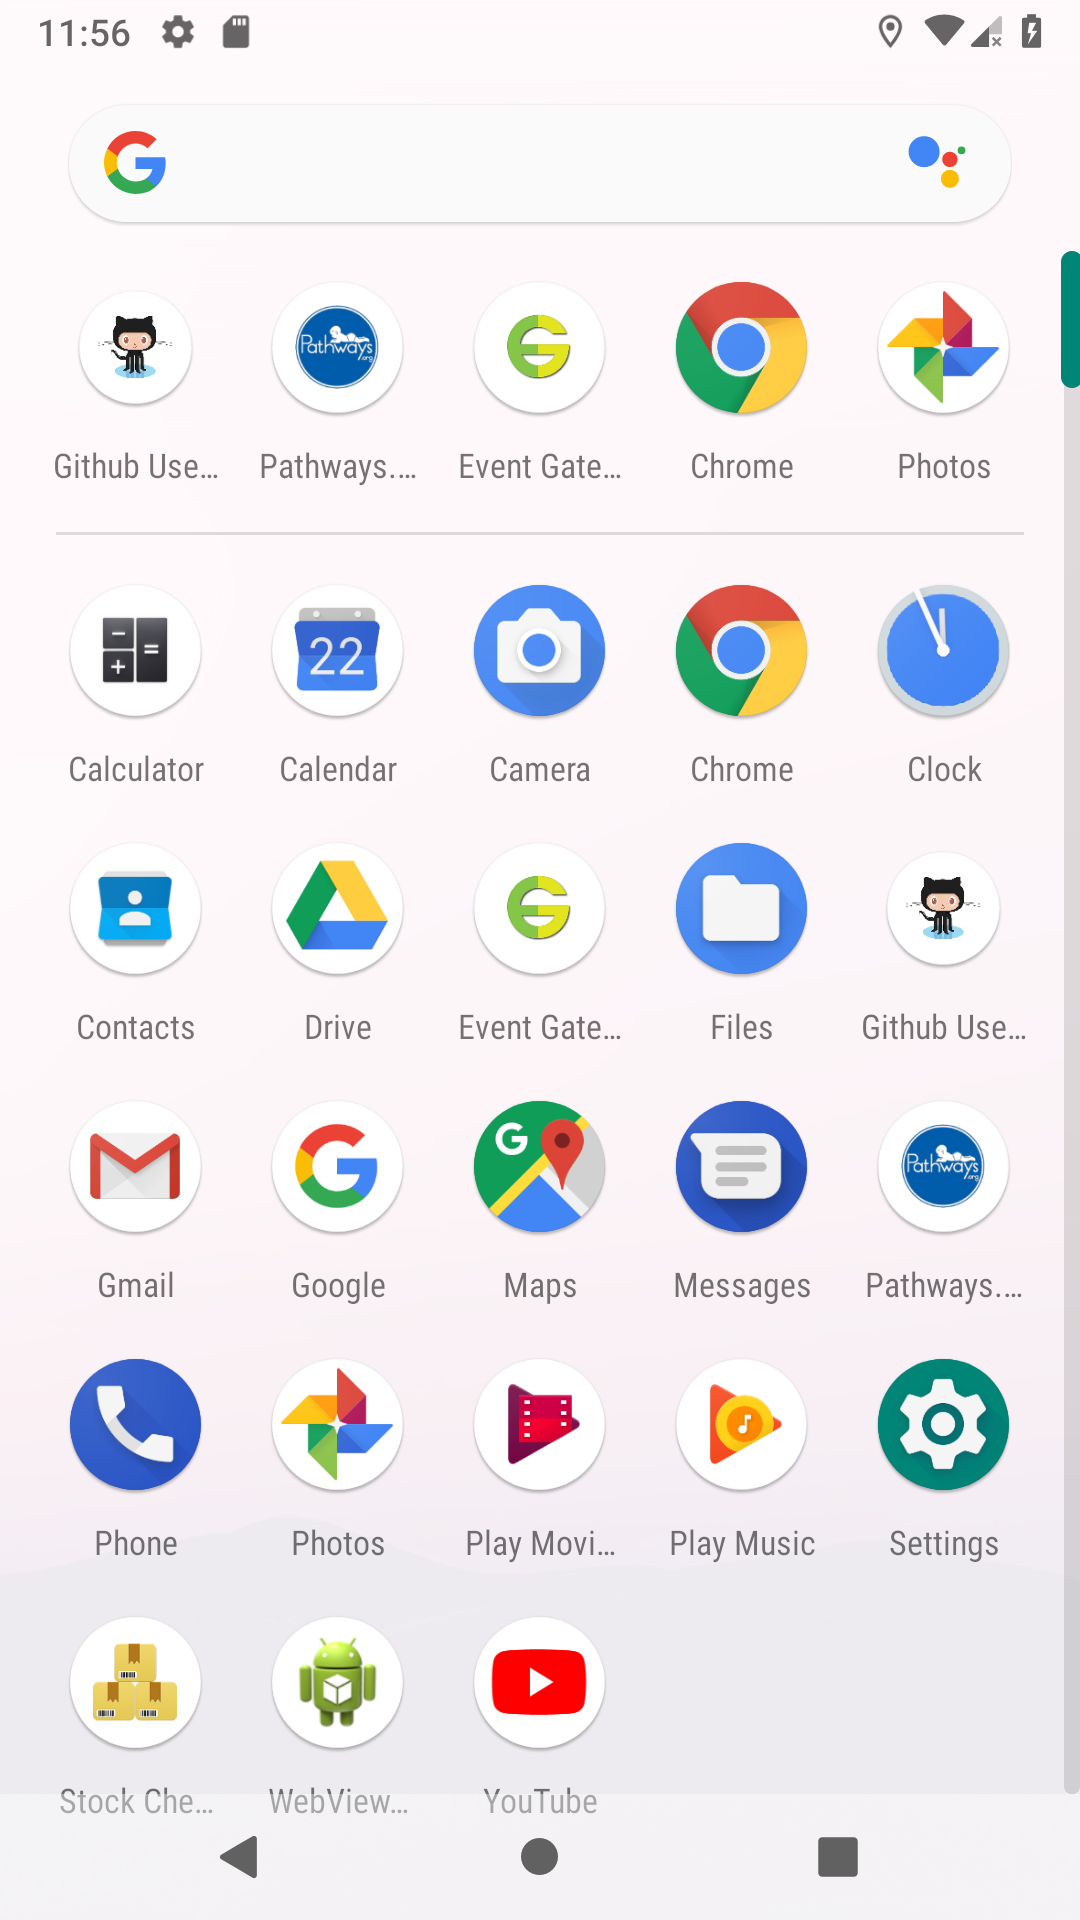 11:56
Github Use…
Pathways.…
Event Gate…
Chrome
Photos
22
Calculator
Calendar
Camera
Chrome
Clock
Contacts
Drive
Event Gate…
Files
Github Use…
Gmail
Google
Maps
Messages
Pathways.…
Phone
Photos
Play Movi…
Play Music
Settings
Stock Che…
WebView…
YouTube